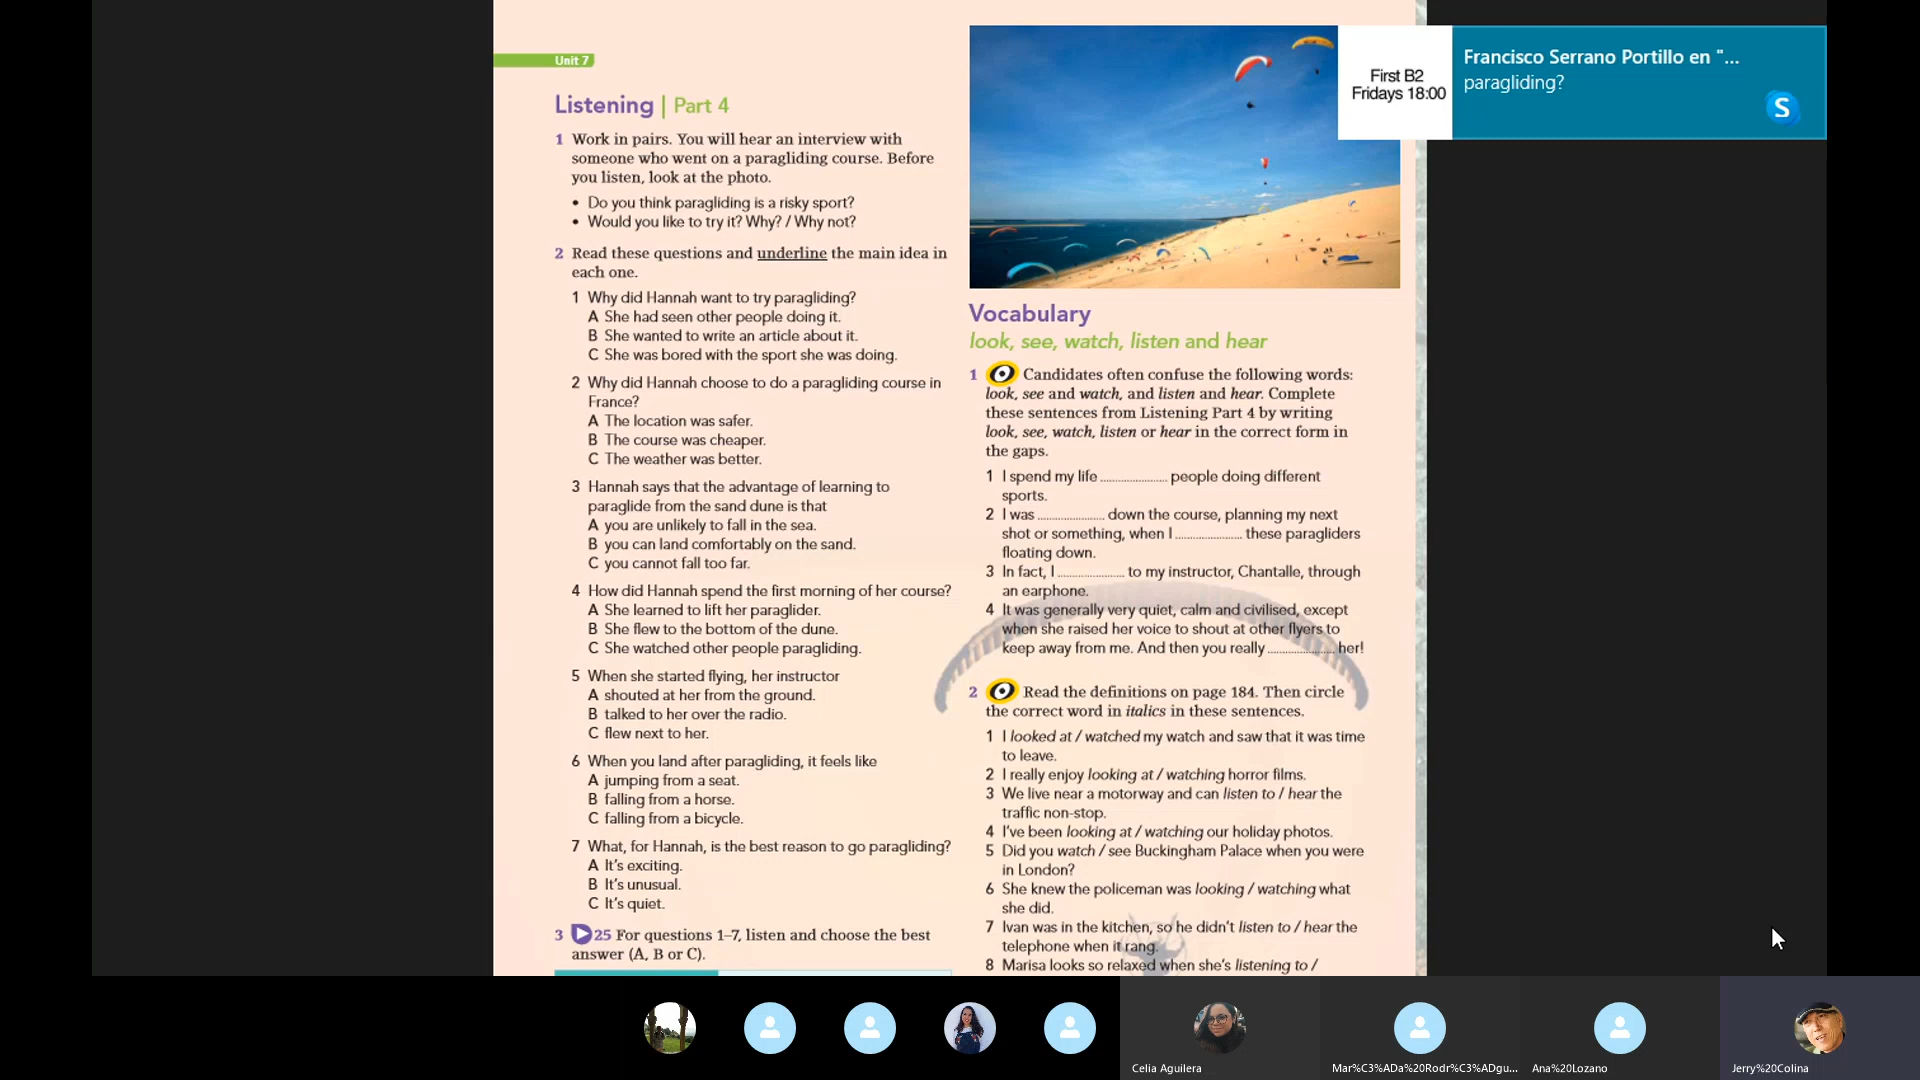 Unit 7
Listening | Part 4
1 Work in pairs. You will hear an interview with
someone who went on a paragliding course. Before
you listen, look at the photo.
• Do you think paragliding is a risky sport?
• Would you like to try it? Why? / Why not?
2 Read these questions and underline the main idea in
each one.
1 Why did Hannah want to try paragliding?
A She had seen other people doing it.
B She wanted to write an article about it.
C She was bored with the sport she was doing.
2 Why did Hannah choose to do a paragliding course in
France?
A The location was safer.
B The course was cheaper.
C The weather was better.
3 Hannah says that the advantage of learning to
paraglide from the sand dune is that
A you are unlikely to fall in the sea.
B you can land comfortably on the sand.
C you cannot fall too far.
4 How did Hannah spend the first morning of her course?
A She learned to lift her paraglider.
B She flew to the bottom of the dune.
C She watched other people paragliding.
5 When she started flying, her instructor
A shouted at her from the ground.
B talked to her over the radio.
C flew next to her.
6 When you land after paragliding, it feels like
A jumping from a seat.
B falling from a horse.
C falling from a bicycle.
7 What, for Hannah, is the best reason to go paragliding?
A It's exciting.
B It's unusual.
C It's quiet.
3 25 For questions 1–7, listen and choose the best
answer (A, B or C).
First B2
Fridays 18:00
Francisco Serrano Portillo en "...
paragliding?
Vocabulary
look, see, watch, listen and hear
1 Candidates often confuse the following words:
look, see and watch, and listen and hear. Complete
these sentences from Listening Part 4 by writing
look, see, watch, listen or hear in the correct form in
the gaps.
1 I spend my life ........................ people doing different
sports.
2 I was ........................ down the course, planning my next
shot or something, when I ........................ these paragliders
floating down.
3 In fact, I ........................ to my instructor, Chantalle, through
an earphone.
4 It was generally very quiet, calm and civilised, except
when she raised her voice to shout at other flyers to
keep away from me. And then you really ........................ her!
2 Read the definitions on page 184. Then circle
the correct word in italics in these sentences.
1 I looked at / watched my watch and saw that it was time
to leave.
2 I really enjoy looking at / watching horror films.
3 We live near a motorway and can listen to / hear the
traffic non-stop.
4 I've been looking at / watching our holiday photos.
5 Did you watch / see Buckingham Palace when you were
in London?
6 She knew the policeman was looking / watching what
she did.
7 Ivan was in the kitchen, so he didn't listen to / hear the
telephone when it rang.
8 Marisa looks so relaxed when she's listening to /
Celia Aguilera
Mar%C3%ADa%20Rodr%C3%ADgu...
Ana%20Lozano
Jerry%20Colina